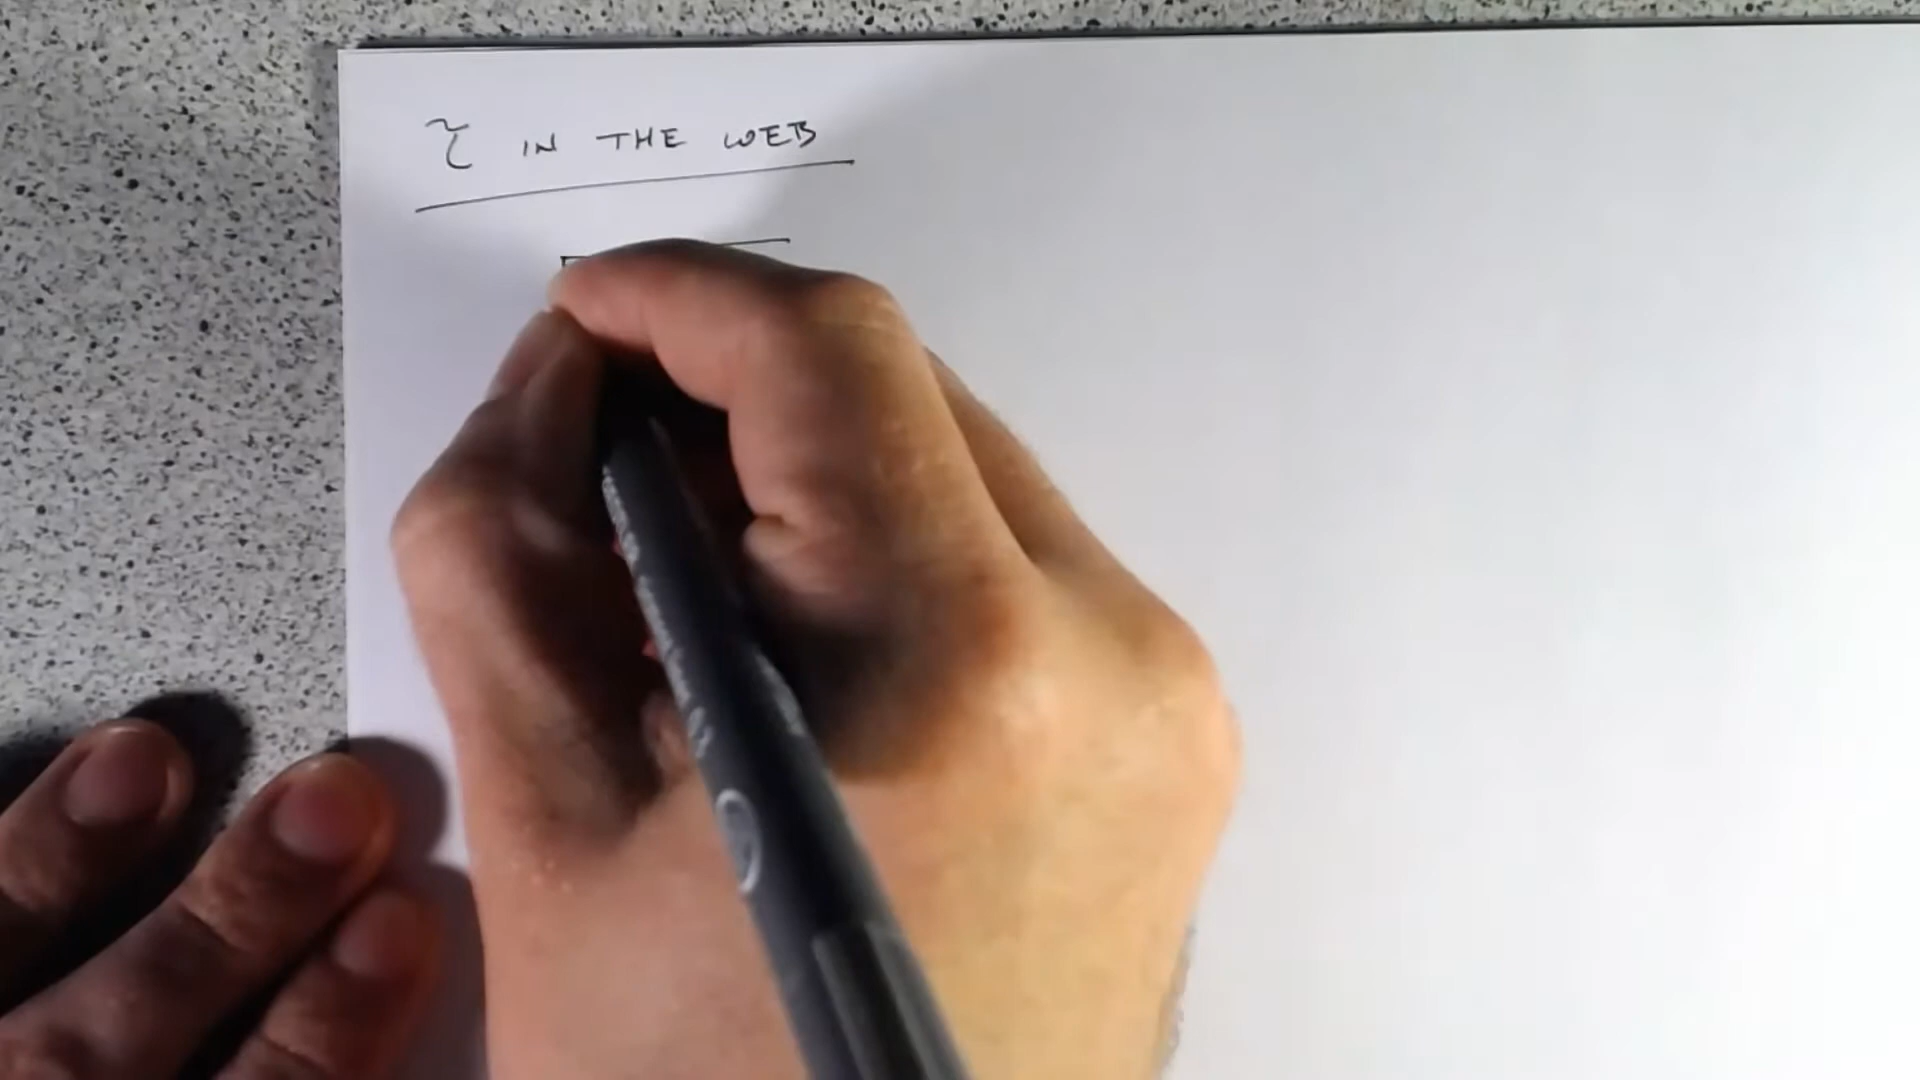 τ IN THE WEB